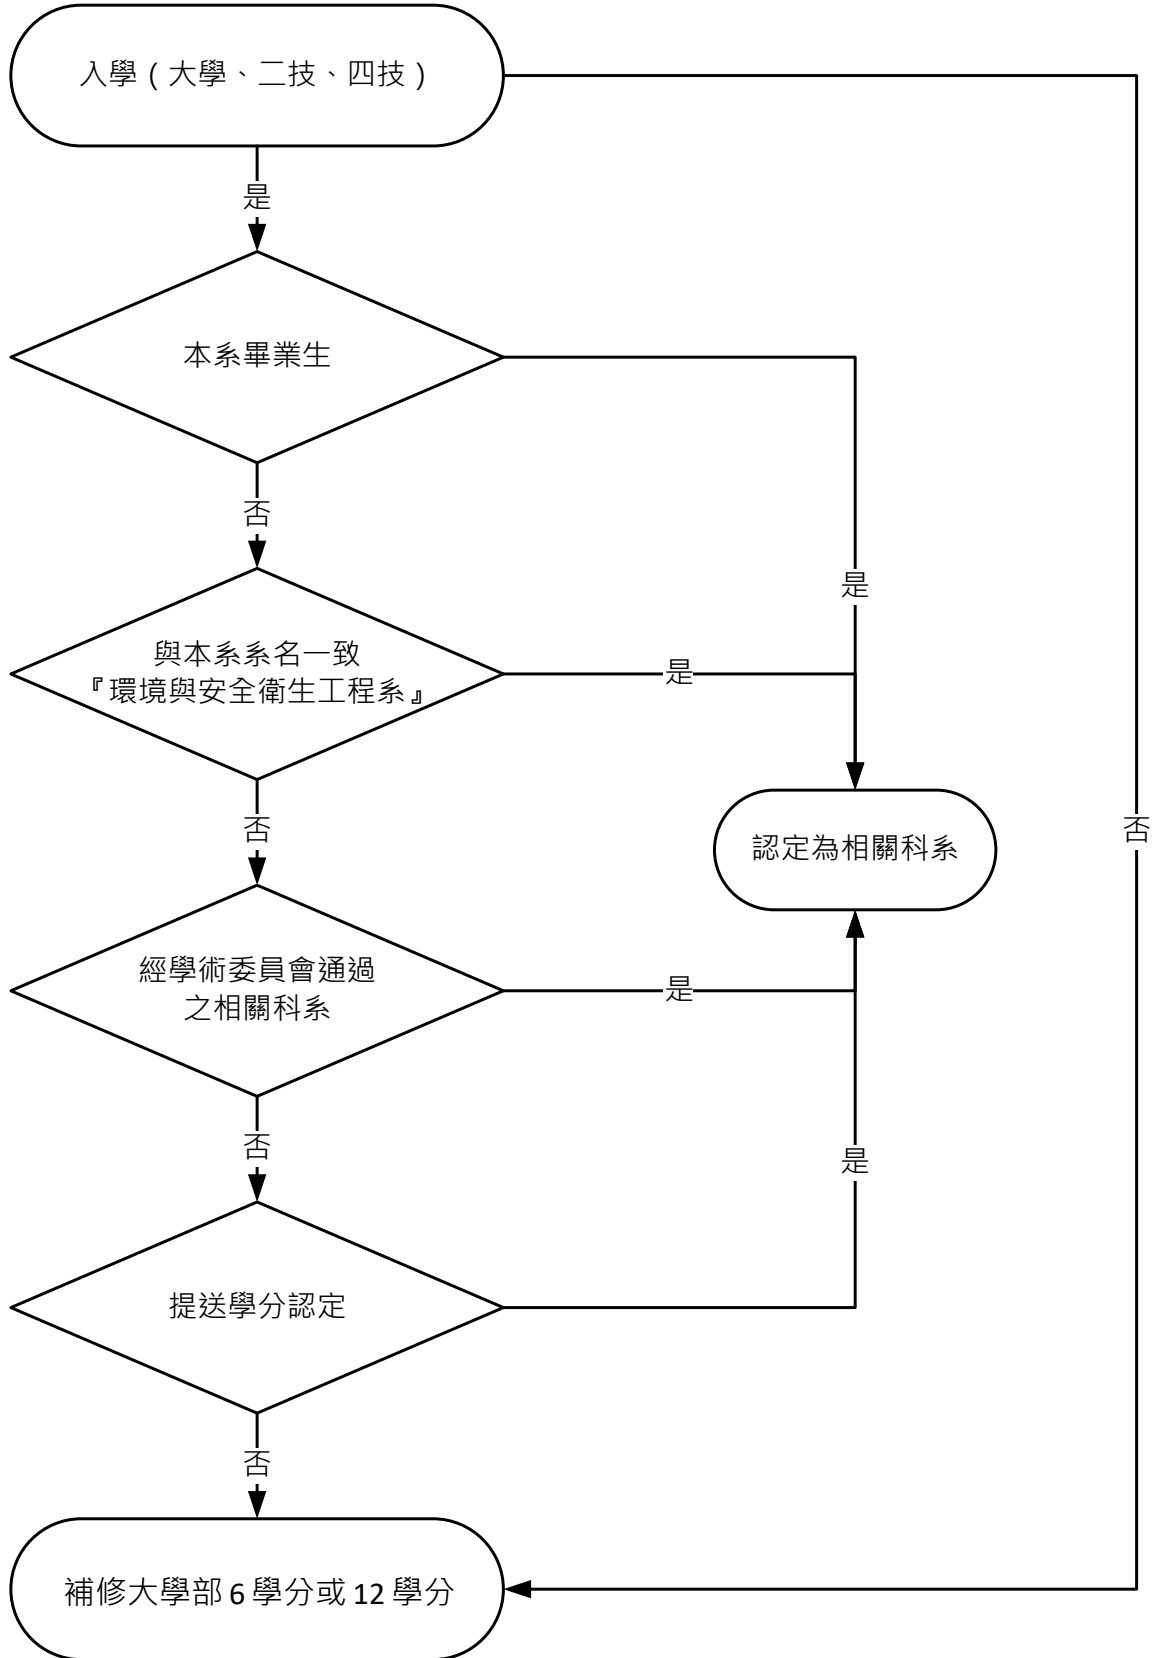 入學（大學、二技、四技）
是
本系畢業生
否
是
與本系系名一致
『環境與安全衛生工程系』
是
否
認定為相關科系
否
經學術委員會通過
之相關科系
是
否
是
提送學分認定
否
補修大學部 6 學分或 12 學分